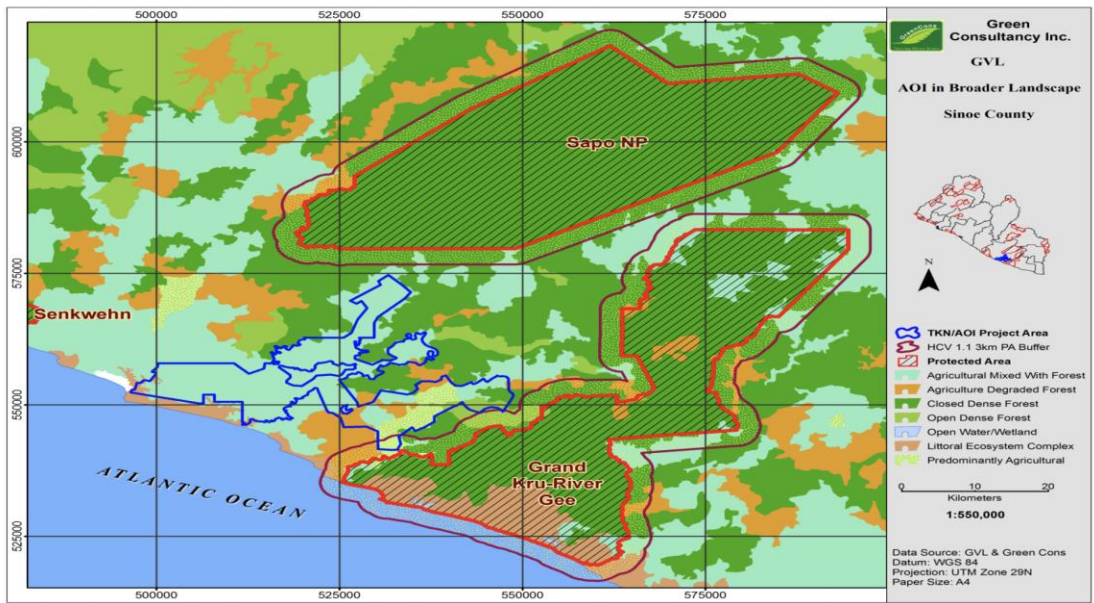 500000 525000 550000 575000
600000
575000
550000
525000
Sapo NP
Senkwehn
Grand
Kru-River
Gee
ATLANTIC OCEAN
500000 525000 550000 575000
Green
Consultancy Inc.
GVL
AOI in Broader Landscape
Sinoe County
N
TKN/AOI Project Area
HCV 1.1 3km PA Buffer
Protected Area
Agricultural Mixed With Forest
Agriculture Degraded Forest
Closed Dense Forest
Open Dense Forest
Open Water/Wetland
Littoral Ecosystem Complex
Predominantly Agricultural
0 10 20
Kilometers
1:550,000
Data Source: GVL & Green Cons
Datum: WGS 84
Projection: UTM Zone 29N
Paper Size: A4